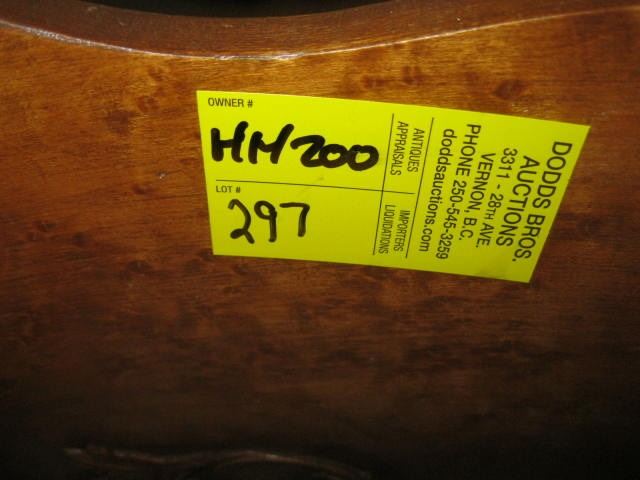 OWNER #
HM200
LOT #
297
ANTIQUES
APPRAISALS
IMPORTERS
LIQUIDATIONS
DODDS BROS.
AUCTIONS
3311 - 28TH AVE.
VERNON, B.C.
PHONE 250-545-3259
doddsauctions.com